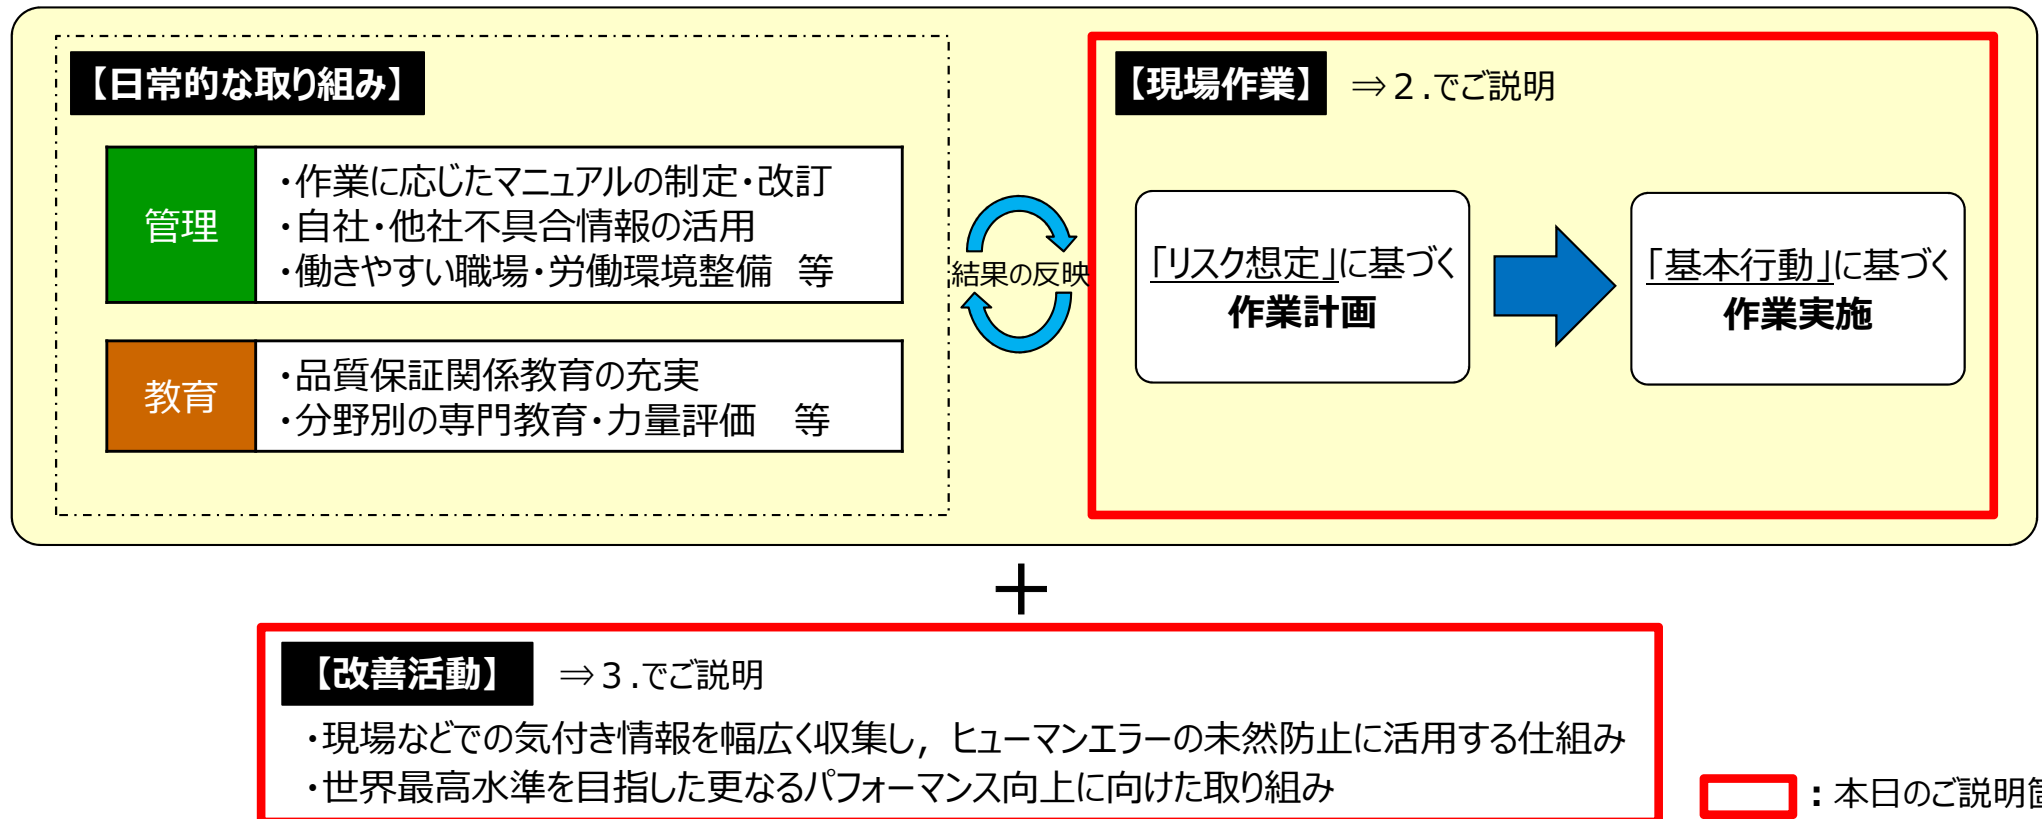 【日常的な取り組み】
管理
・作業に応じたマニュアルの制定・改訂
・自社・他社不具合情報の活用
・働きやすい職場・労働環境整備　等
教育
・品質保証関係教育の充実
・分野別の専門教育・力量評価　等
結果の反映
【現場作業】 ⇒２.でご説明
「リスク想定」に基づく
作業計画
「基本行動」に基づく
作業実施
＋
【改善活動】 ⇒３.でご説明
・現場などでの気付き情報を幅広く収集し，ヒューマンエラーの未然防止に活用する仕組み
・世界最高水準を目指した更なるパフォーマンス向上に向けた取り組み
：本日のご説明